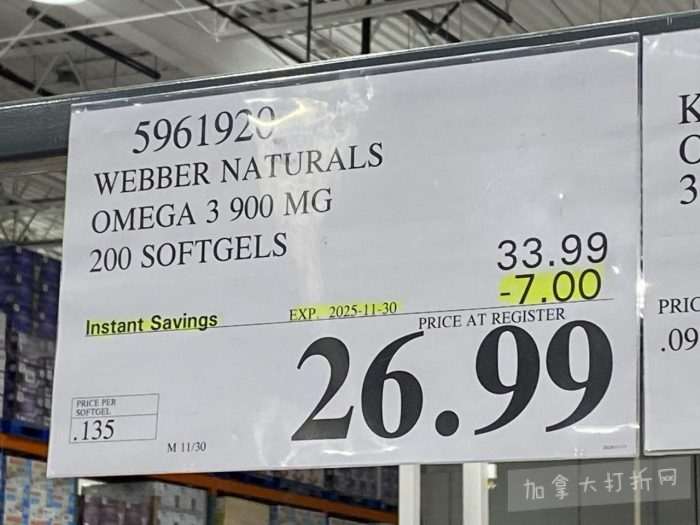 5961920
WEBBER NATURALS
OMEGA 3 900 MG
200 SOFTGELS
33.99
-7.00
Instant Savings
EXP. 2025-11-30
PRICE AT REGISTER
26.99
PRICE PER
SOFTGEL
.135
M 11/30
K
O
3
PRIC
.09
加拿大打折网